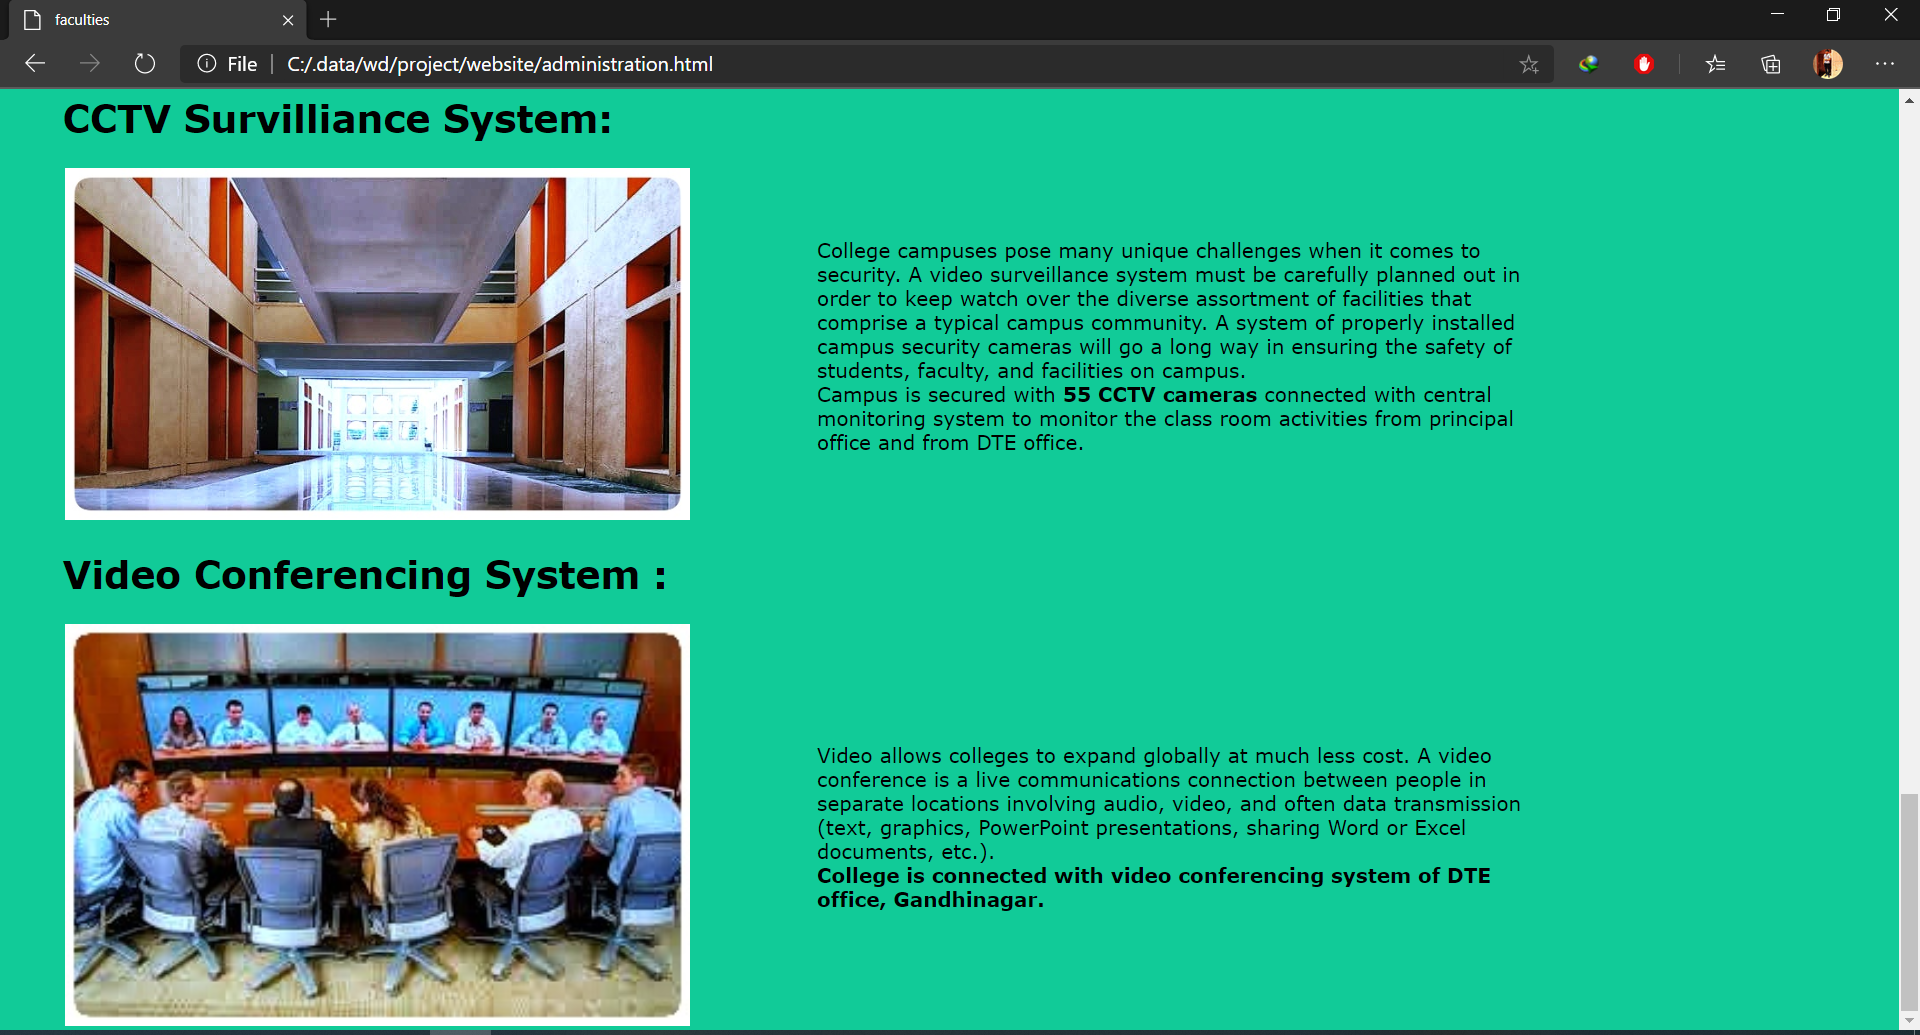 faculties
File
C:/.data/wd/project/website/administration.html
CCTV Survilliance System:
College campuses pose many unique challenges when it comes to
security. A video surveillance system must be carefully planned out in
order to keep watch over the diverse assortment of facilities that
comprise a typical campus community. A system of properly installed
campus security cameras will go a long way in ensuring the safety of
students, faculty, and facilities on campus.
Campus is secured with 55 CCTV cameras connected with central
monitoring system to monitor the class room activities from principal
office and from DTE office.
Video Conferencing System :
Video allows colleges to expand globally at much less cost. A video
conference is a live communications connection between people in
separate locations involving audio, video, and often data transmission
(text, graphics, PowerPoint presentations, sharing Word or Excel
documents, etc.).
College is connected with video conferencing system of DTE
office, Gandhinagar.